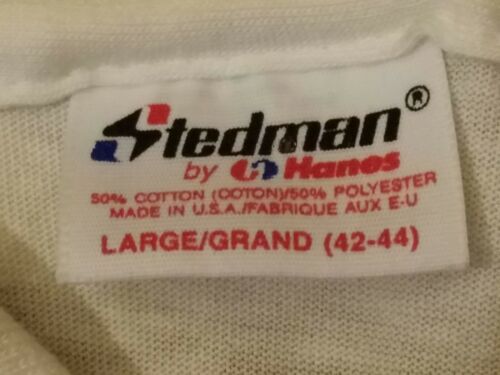 Stedman®
by Hanes
50% COTTON (COTON)/50% POLYESTER
MADE IN U.S.A./FABRIQUE AUX E-U
LARGE/GRAND (42-44)